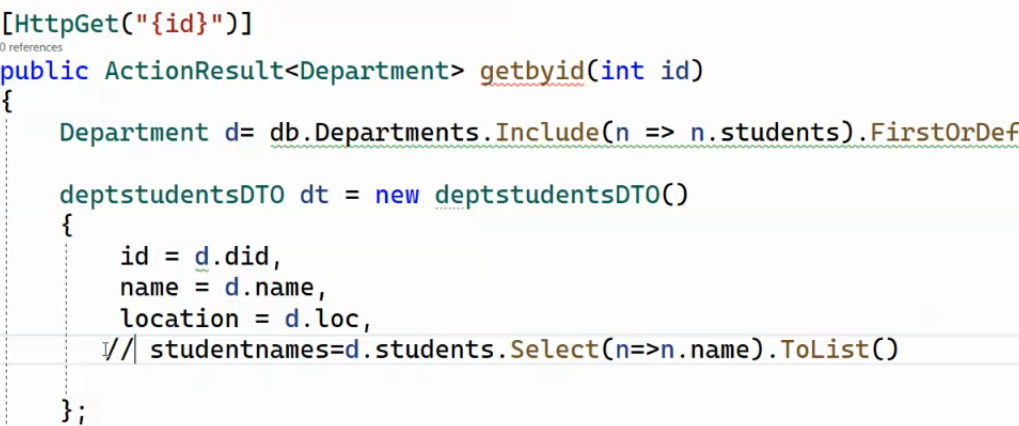 [HttpGet("{id}")]
0 references
public ActionResult<Department> getbyid(int id)
{
Department d= db.Departments.Include(n => n.students).FirstOrDef
deptstudentsDTO dt = new deptstudentsDTO()
{
id = d.did,
name = d.name,
location = d.loc,
// studentnames=d.students.Select(n=>n.name).ToList()
};